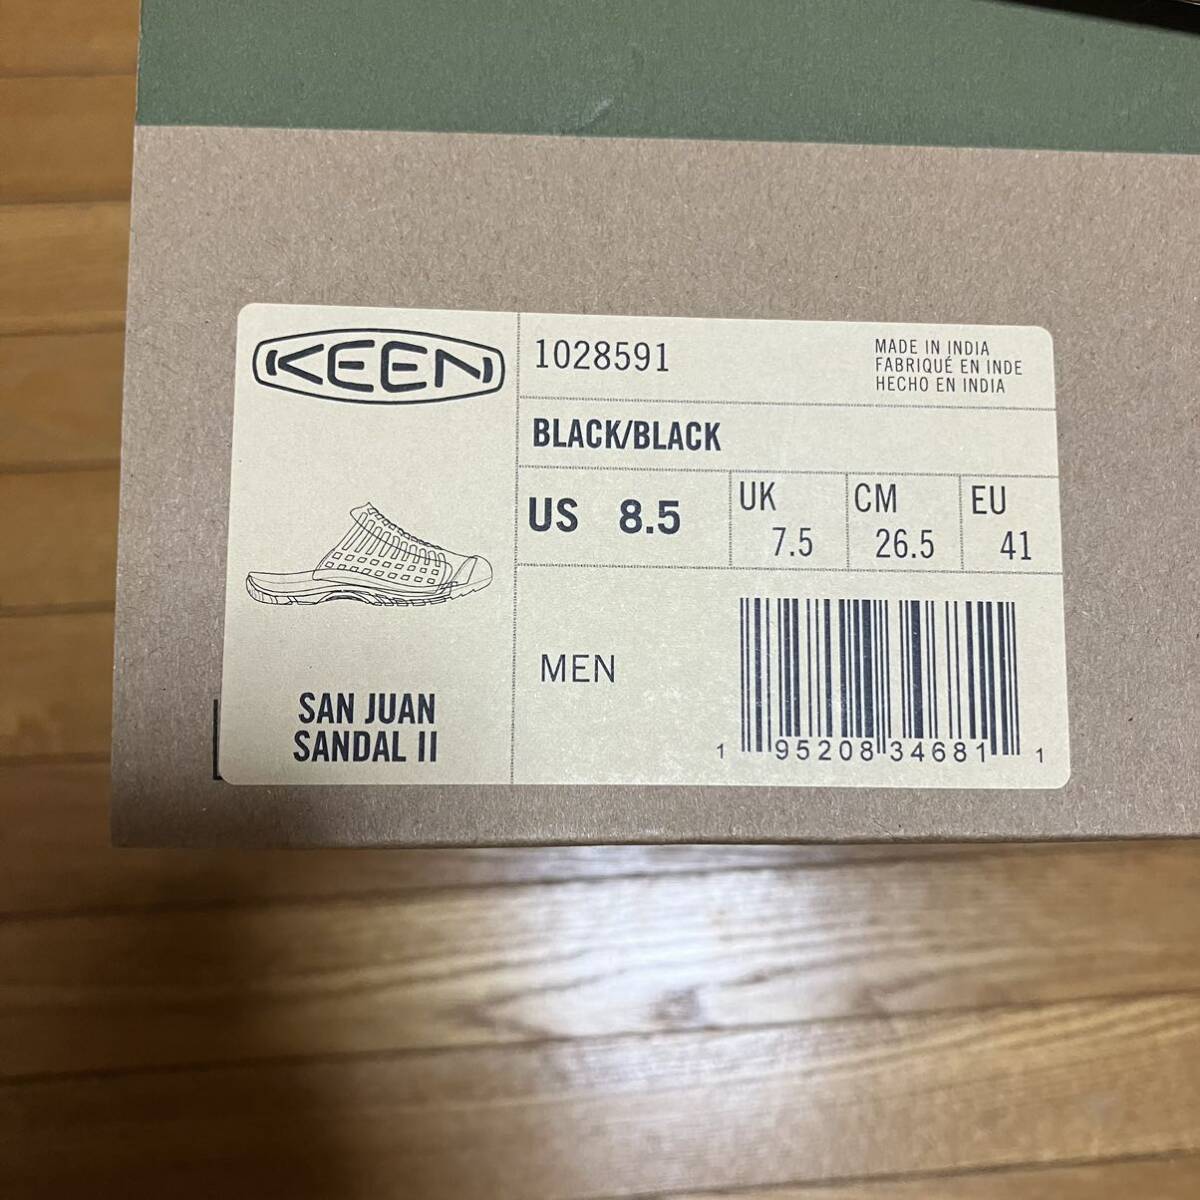 KEEN
1028591
MADE IN INDIA
FABRIQUÉ EN INDE
HECHO EN INDIA
BLACK/BLACK
US 8.5
UK 7.5
CM 26.5
EU 41
MEN
SAN JUAN
SANDAL II
1 95208 34681 1